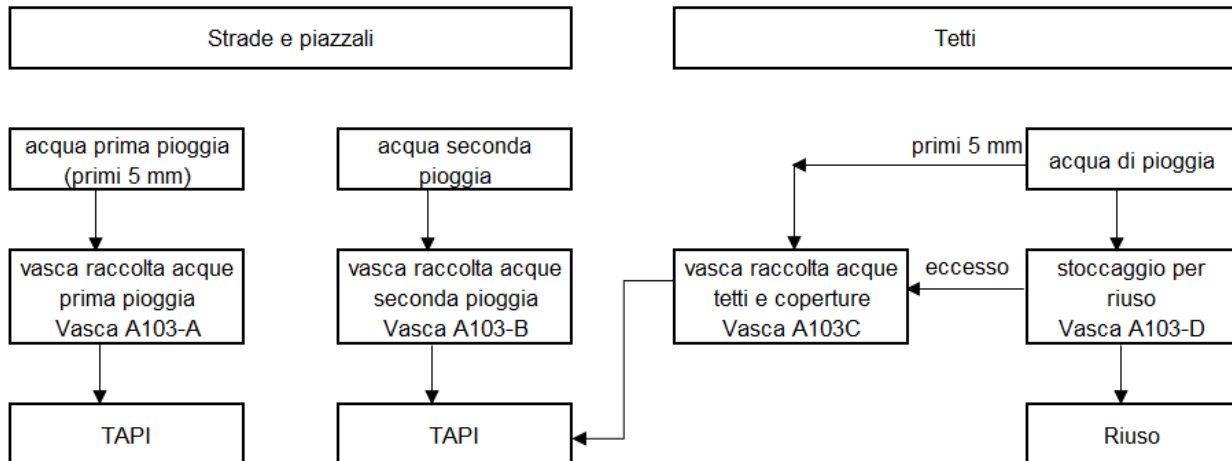 Strade e piazzali
Tetti
acqua prima pioggia
(primi 5 mm)
acqua seconda
pioggia
primi 5 mm
acqua di pioggia
vasca raccolta acque
prima pioggia
Vasca A103-A
vasca raccolta acque
seconda pioggia
Vasca A103-B
vasca raccolta acque
tetti e coperture
Vasca A103C
eccesso
stoccaggio per
riuso
Vasca A103-D
TAPI
TAPI
Riuso